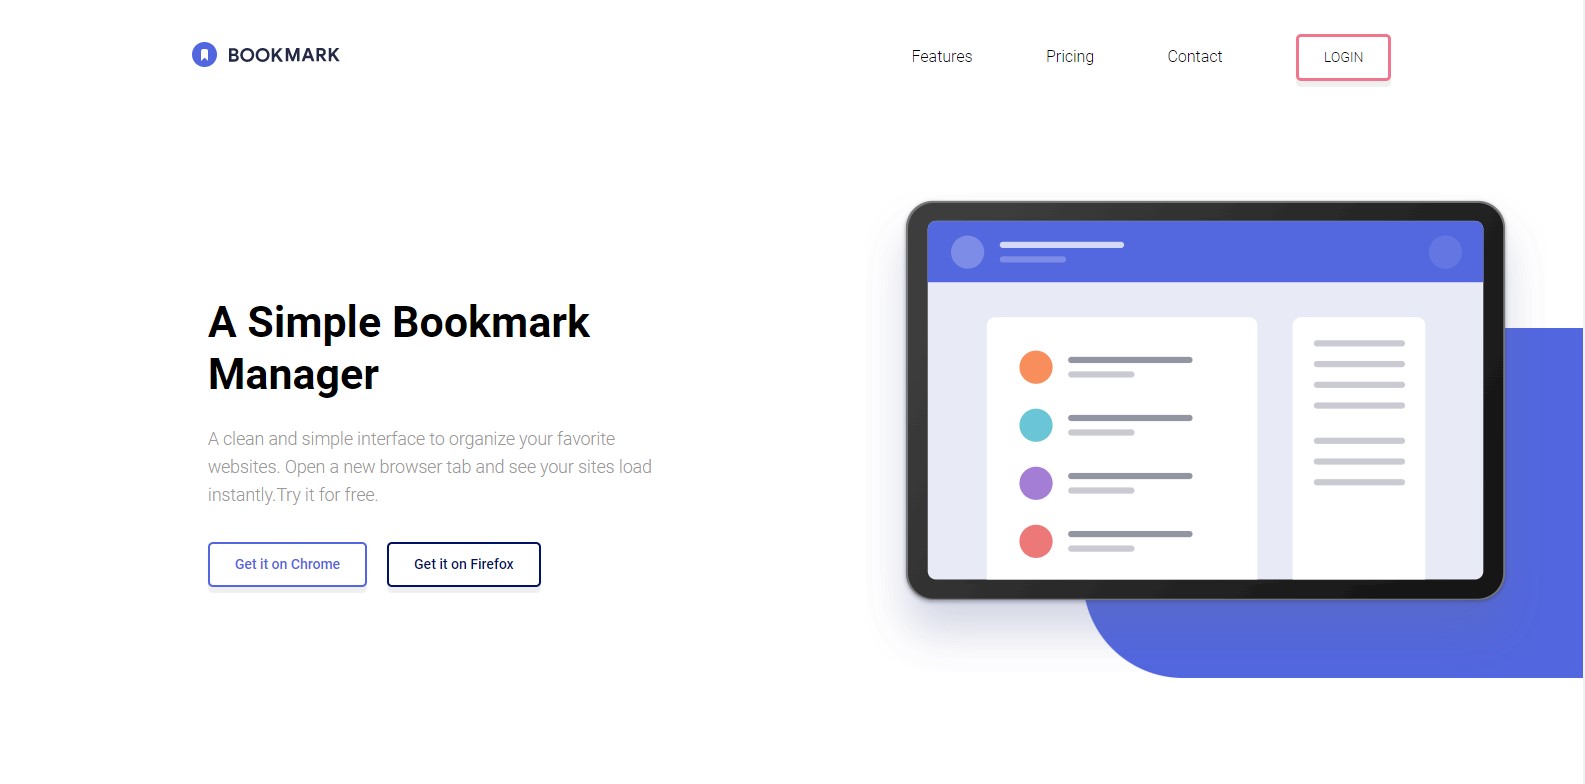 BOOKMARK
Features
Pricing
Contact
LOGIN
A Simple Bookmark
Manager
A clean and simple interface to organize your favorite
websites. Open a new browser tab and see your sites load
instantly.Try it for free.
Get it on Chrome
Get it on Firefox